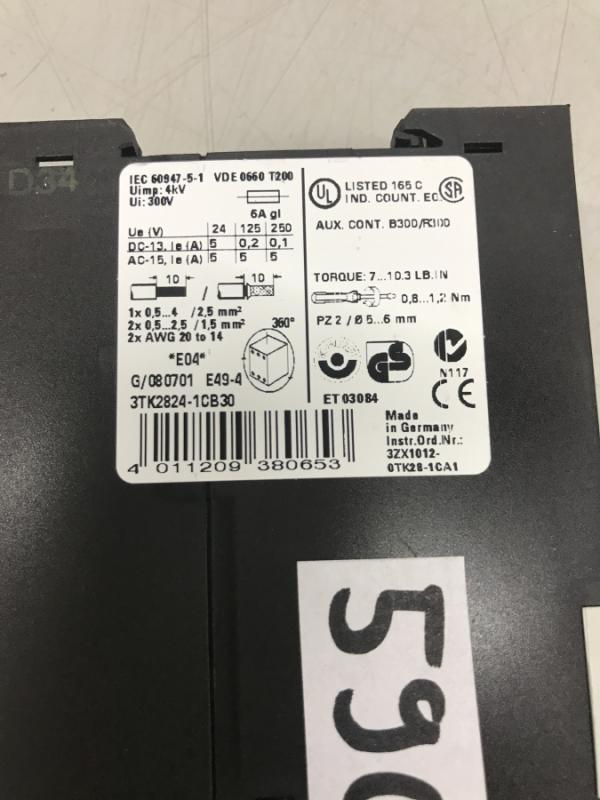 D34
IEC 60947-5-1 VDE 0660 T200
Uimp: 4kV
Ui: 300V
6A gl
Ue (V) 24 125 250
DC-13, Ie (A) 5 0,2 0,1
AC-15, Ie (A) 5 5 5
10 / 10
1x 0,5...4 / 2,5 mm²
2x 0,5...2,5 / 1,5 mm²
2x AWG 20 to 14
360°
*E04*
G/080701 E49-4
3TK2824-1CB30
4 011209 380653
UL LISTED 165 C SA
IND. COUNT. EQ.
AUX. CONT. B300/R300
TORQUE: 7...10.3 LB.IN
0,8...1,2 Nm
PZ 2 / Ø 5...6 mm
GS
N117
ET 03084
Made
in Germany
Instr.Ord.Nr.:
3ZX1012-
0TK28-1CA1
CE
590